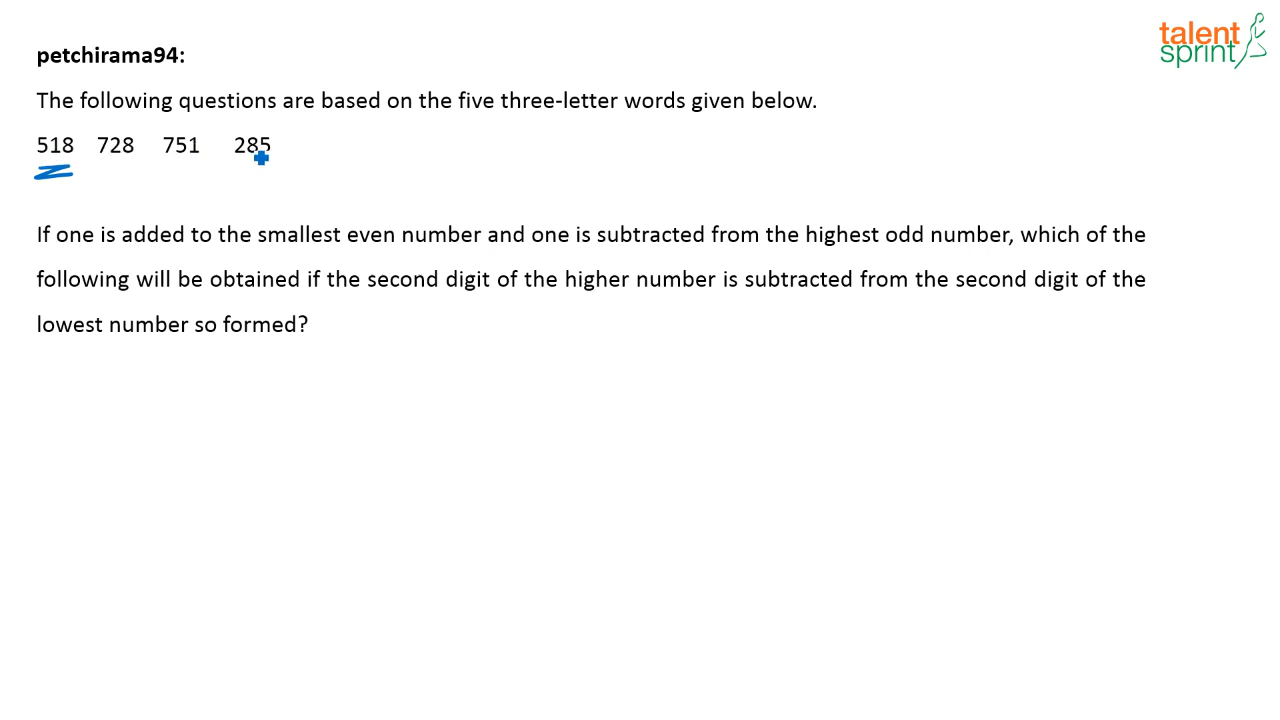 talent
sprint
petchirama94:
The following questions are based on the five three-letter words given below.
518 728 751 285
If one is added to the smallest even number and one is subtracted from the highest odd number, which of the
following will be obtained if the second digit of the higher number is subtracted from the second digit of the
lowest number so formed?